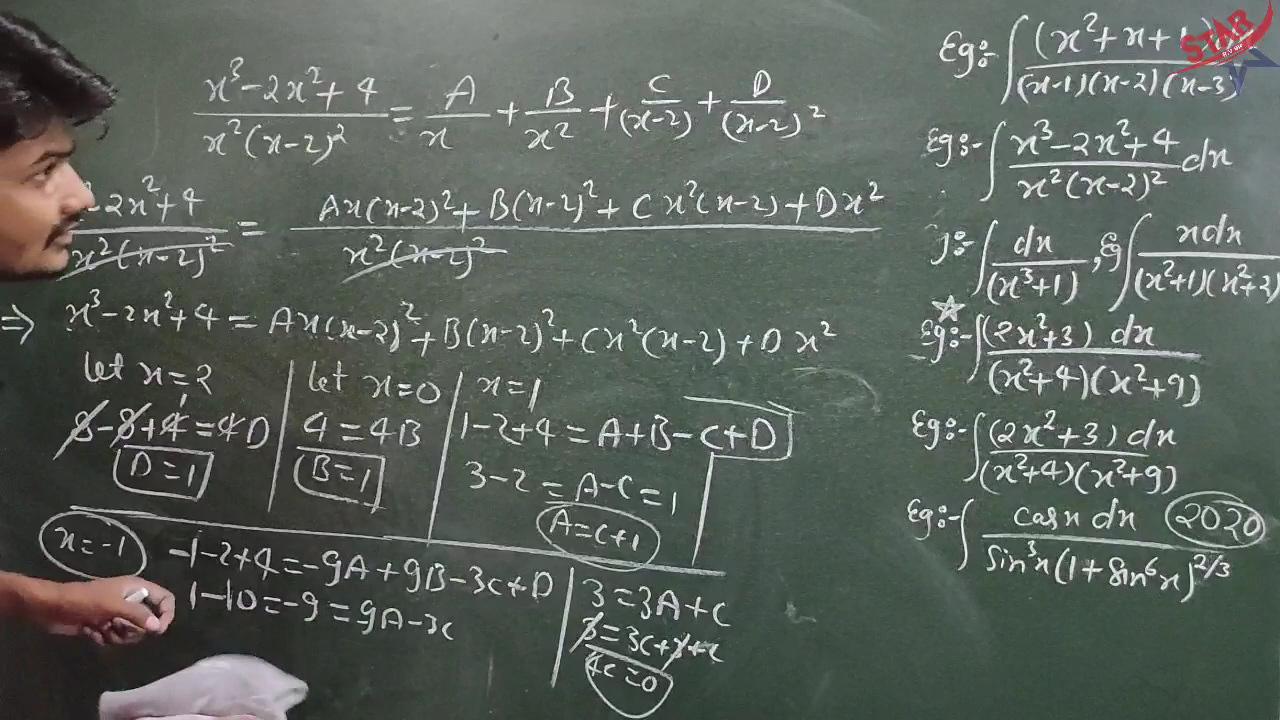 x³-2x²+4 / x²(x-2)² = A/x + B/x² + C/(x-2) + D/(x-2)²
-2x²+4 / x²(x-2)² = Ax(x-2)²+B(x-2)²+Cx²(x-2)+Dx² / x²(x-2)²
⇒ x³-2x²+4 = Ax(x-2)²+B(x-2)²+Cx²(x-2)+Dx²
let x=2
8-8+4=4D
D=1
let x=0
4=4B
B=1
x=1
1-2+4=A+B-C+D
3-2=A-C=1
A=C+1
x=-1
-1-2+4=-9A+9B-3C+D
1-10=-9=9A-3C
3=3A+C
3=3C+3+C
4C=0
Eg:- ∫(x²+x+1) / (x-1)(x-2)(x-3)
Eg:- ∫ x³-2x²+4 / x²(x-2)² dx
g:- ∫ dx / (x³+1) , Eg ∫ xdx / (x²+1)(x²+2)
☆
Eg:- ∫(2x²+3) dx / (x²+4)(x²+9)
Eg:- ∫(2x²+3) dx / (x²+4)(x²+9)
Eg:- ∫ cosx dx / sin³x(1+sin⁶x)^2/3 2020
STAR